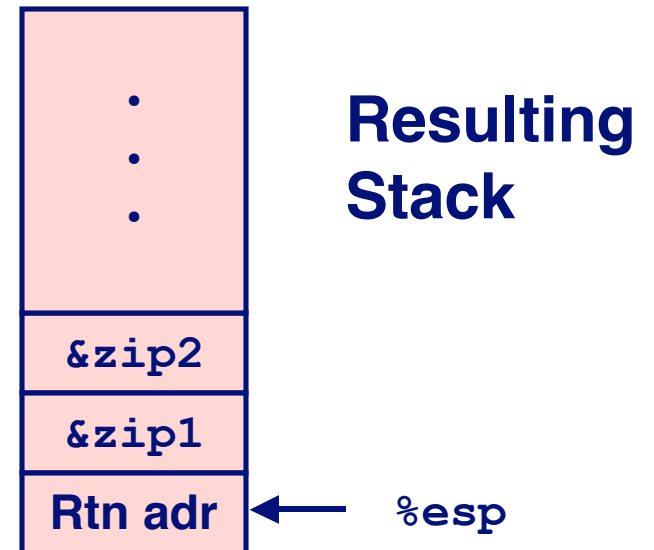 Resulting
Stack
&zip2
&zip1
Rtn adr
%esp